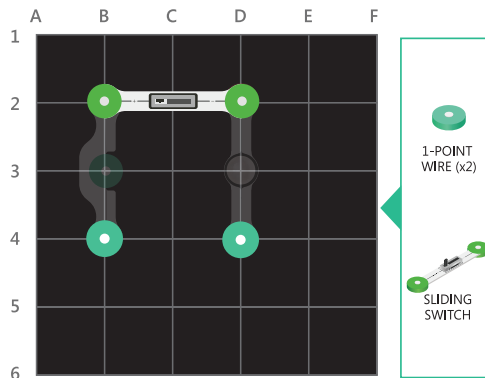 A B C D E F
1
2
3
4
5
6
1-POINT
WIRE (x2)
SLIDING
SWITCH